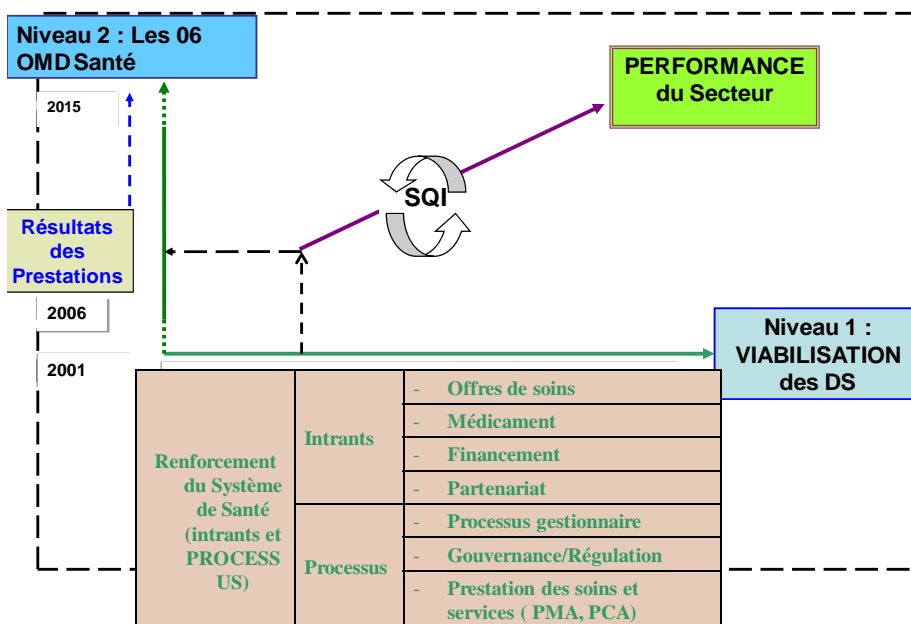 Niveau 2 : Les 06
OMD Santé
PERFORMANCE
du Secteur
2015
SQI
Résultats
des
Prestations
2006
2001
Niveau 1 :
VIABILISATION
des DS
Renforcement
du Système
de Santé
(intrants et
PROCESS
US)
Intrants
- Offres de soins
- Médicament
- Financement
- Partenariat
Processus
- Processus gestionnaire
- Gouvernance/Régulation
- Prestation des soins et
services ( PMA, PCA)